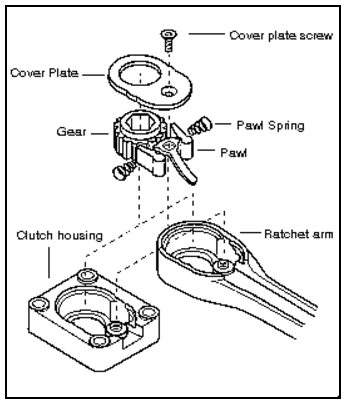 Cover plate screw
Cover Plate
Gear
Pawl Spring
Pawl
Clutch housing
Ratchet arm